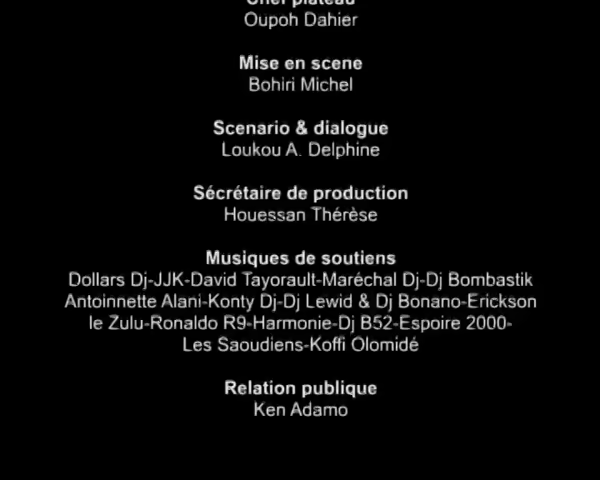 Chef plateau
Oupoh Dahier
Mise en scene
Bohiri Michel
Scenario & dialogue
Loukou A. Delphine
Sécrétaire de production
Houessan Thérèse
Musiques de soutiens
Dollars Dj-JJK-David Tayorault-Maréchal Dj-Dj Bombastik
Antoinnette Alani-Konty Dj-Dj Lewid & Dj Bonano-Erickson
le Zulu-Ronaldo R9-Harmonie-Dj B52-Espoire 2000-
Les Saoudiens-Koffi Olomidé
Relation publique
Ken Adamo